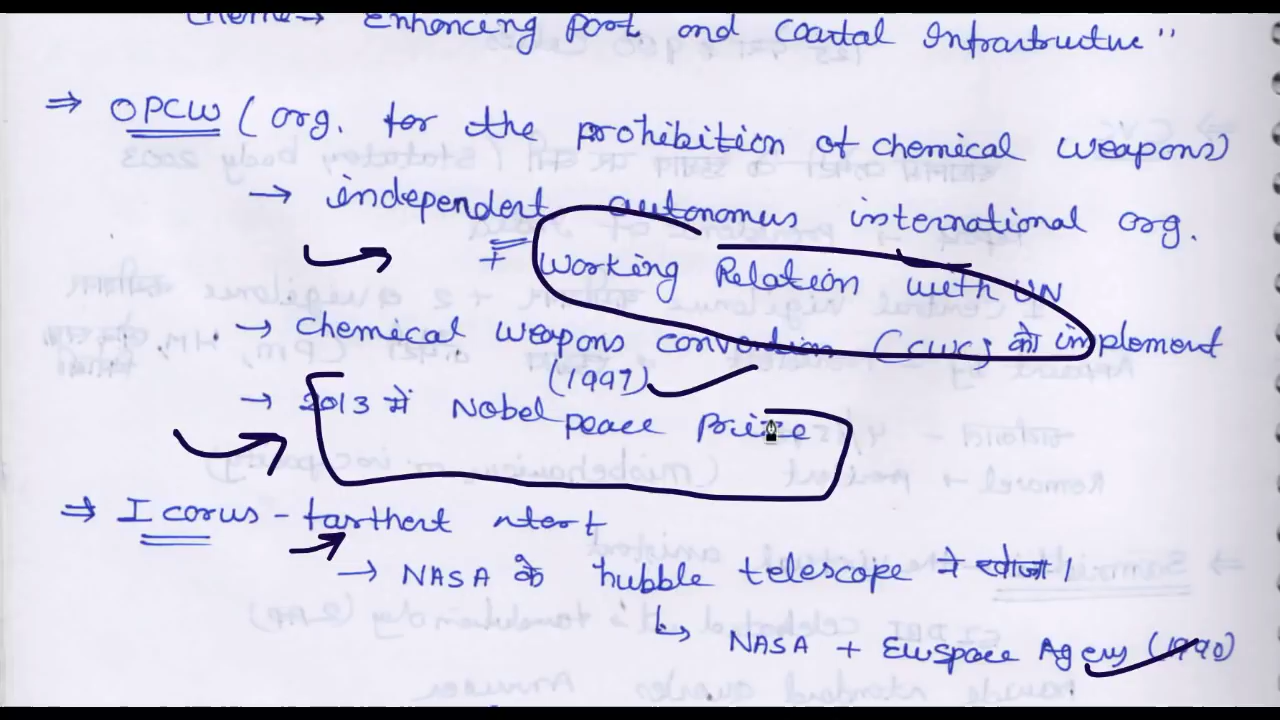 theme → Enhancing Port and Coastal Infrastructure"
⇒ OPCW ( org. for the prohibition of chemical weapons)
→ independent autonomus international org.
+ working Relation with UN
→ chemical weapons convention (CWC) को implement
(1997)
→ 2013 में Nobel peace prize
⇒ Icarus - farthest star
→ NASA के hubble telescope ने खोजा।
↳ NASA + Eu space Agency (1990)